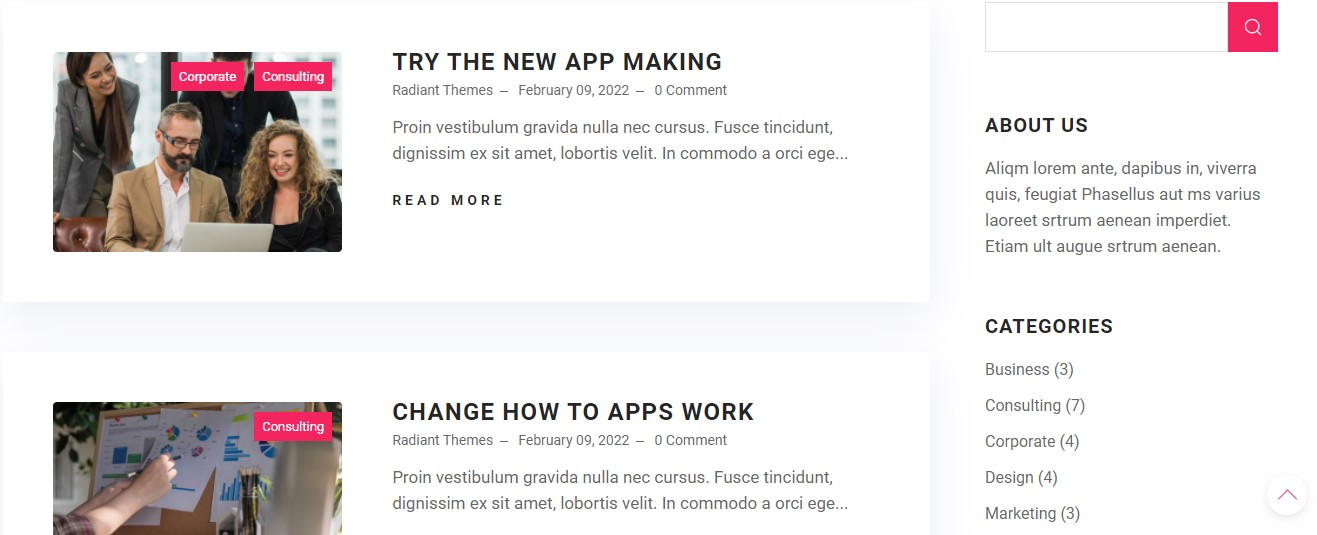 Corporate
Consulting
TRY THE NEW APP MAKING
Radiant Themes – February 09, 2022 – 0 Comment
Proin vestibulum gravida nulla nec cursus. Fusce tincidunt,
dignissim ex sit amet, lobortis velit. In commodo a orci ege...
READ MORE
Consulting
CHANGE HOW TO APPS WORK
Radiant Themes – February 09, 2022 – 0 Comment
Proin vestibulum gravida nulla nec cursus. Fusce tincidunt,
dignissim ex sit amet, lobortis velit. In commodo a orci ege...
ABOUT US
Aliqm lorem ante, dapibus in, viverra
quis, feugiat Phasellus aut ms varius
laoreet srtrum aenean imperdiet.
Etiam ult augue srtrum aenean.
CATEGORIES
Business (3)
Consulting (7)
Corporate (4)
Design (4)
Marketing (3)